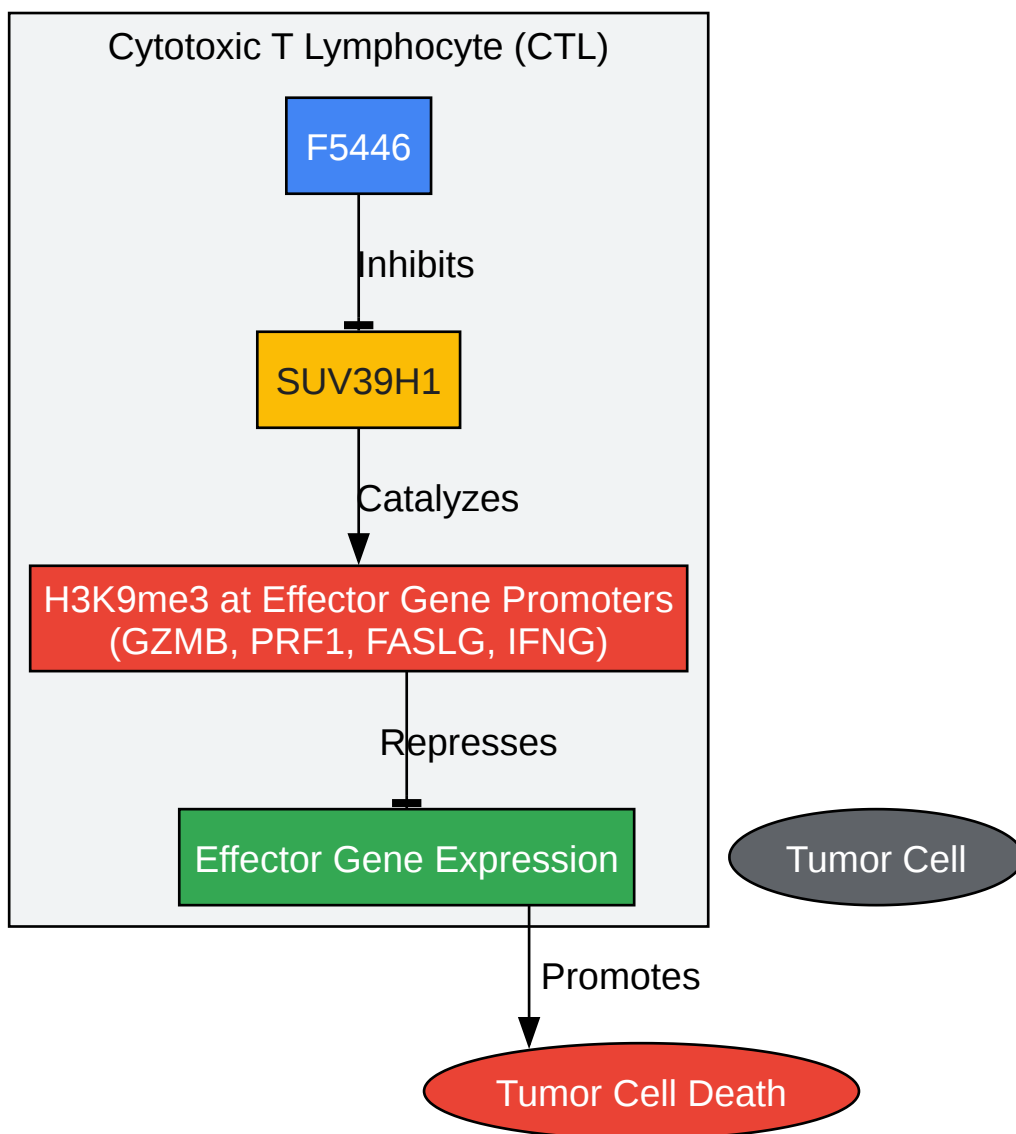 Cytotoxic T Lymphocyte (CTL)
F5446
Inhibits
SUV39H1
Catalyzes
H3K9me3 at Effector Gene Promoters
(GZMB, PRF1, FASLG, IFNG)
Represses
Effector Gene Expression
Tumor Cell
Promotes
Tumor Cell Death